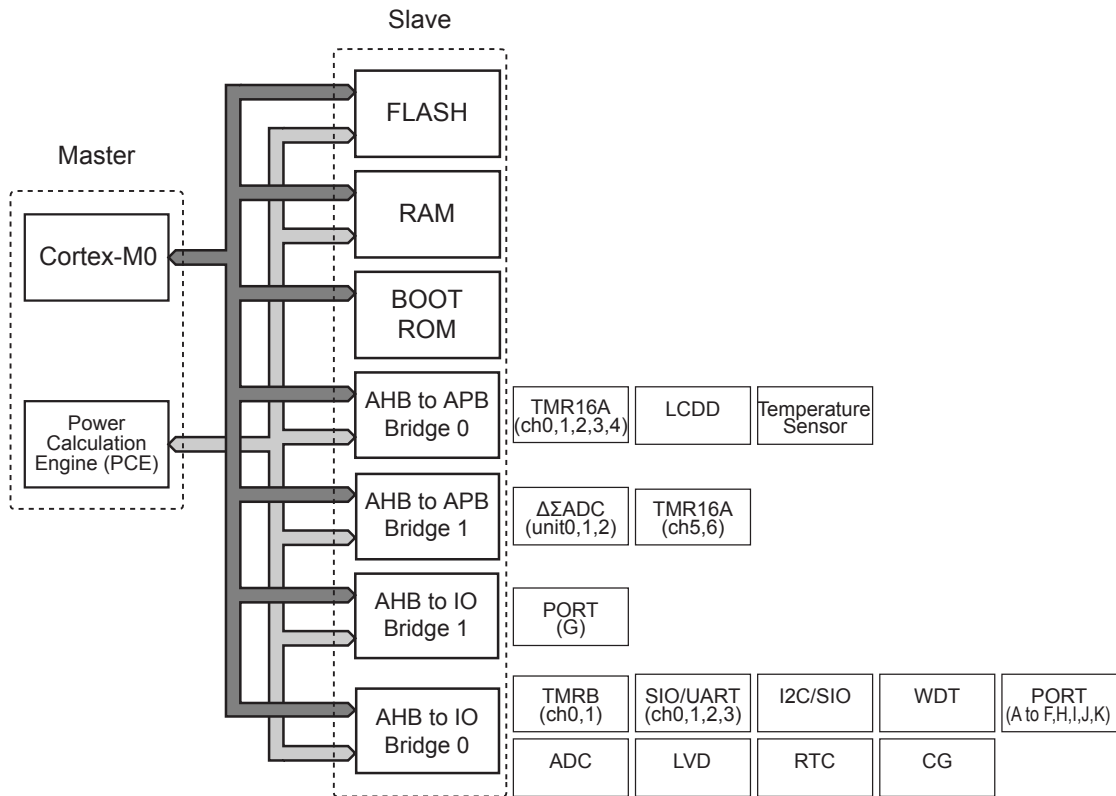 Slave
FLASH
Master
RAM
Cortex-M0
BOOT
ROM
Power
Calculation
Engine (PCE)
AHB to APB
Bridge 0
TMR16A
(ch0,1,2,3,4)
LCDD
Temperature
Sensor
AHB to APB
Bridge 1
ΔΣADC
(unit0,1,2)
TMR16A
(ch5,6)
AHB to IO
Bridge 1
PORT
(G)
AHB to IO
Bridge 0
TMRB
(ch0,1)
SIO/UART
(ch0,1,2,3)
I2C/SIO
WDT
PORT
(A to F,H,I,J,K)
ADC
LVD
RTC
CG